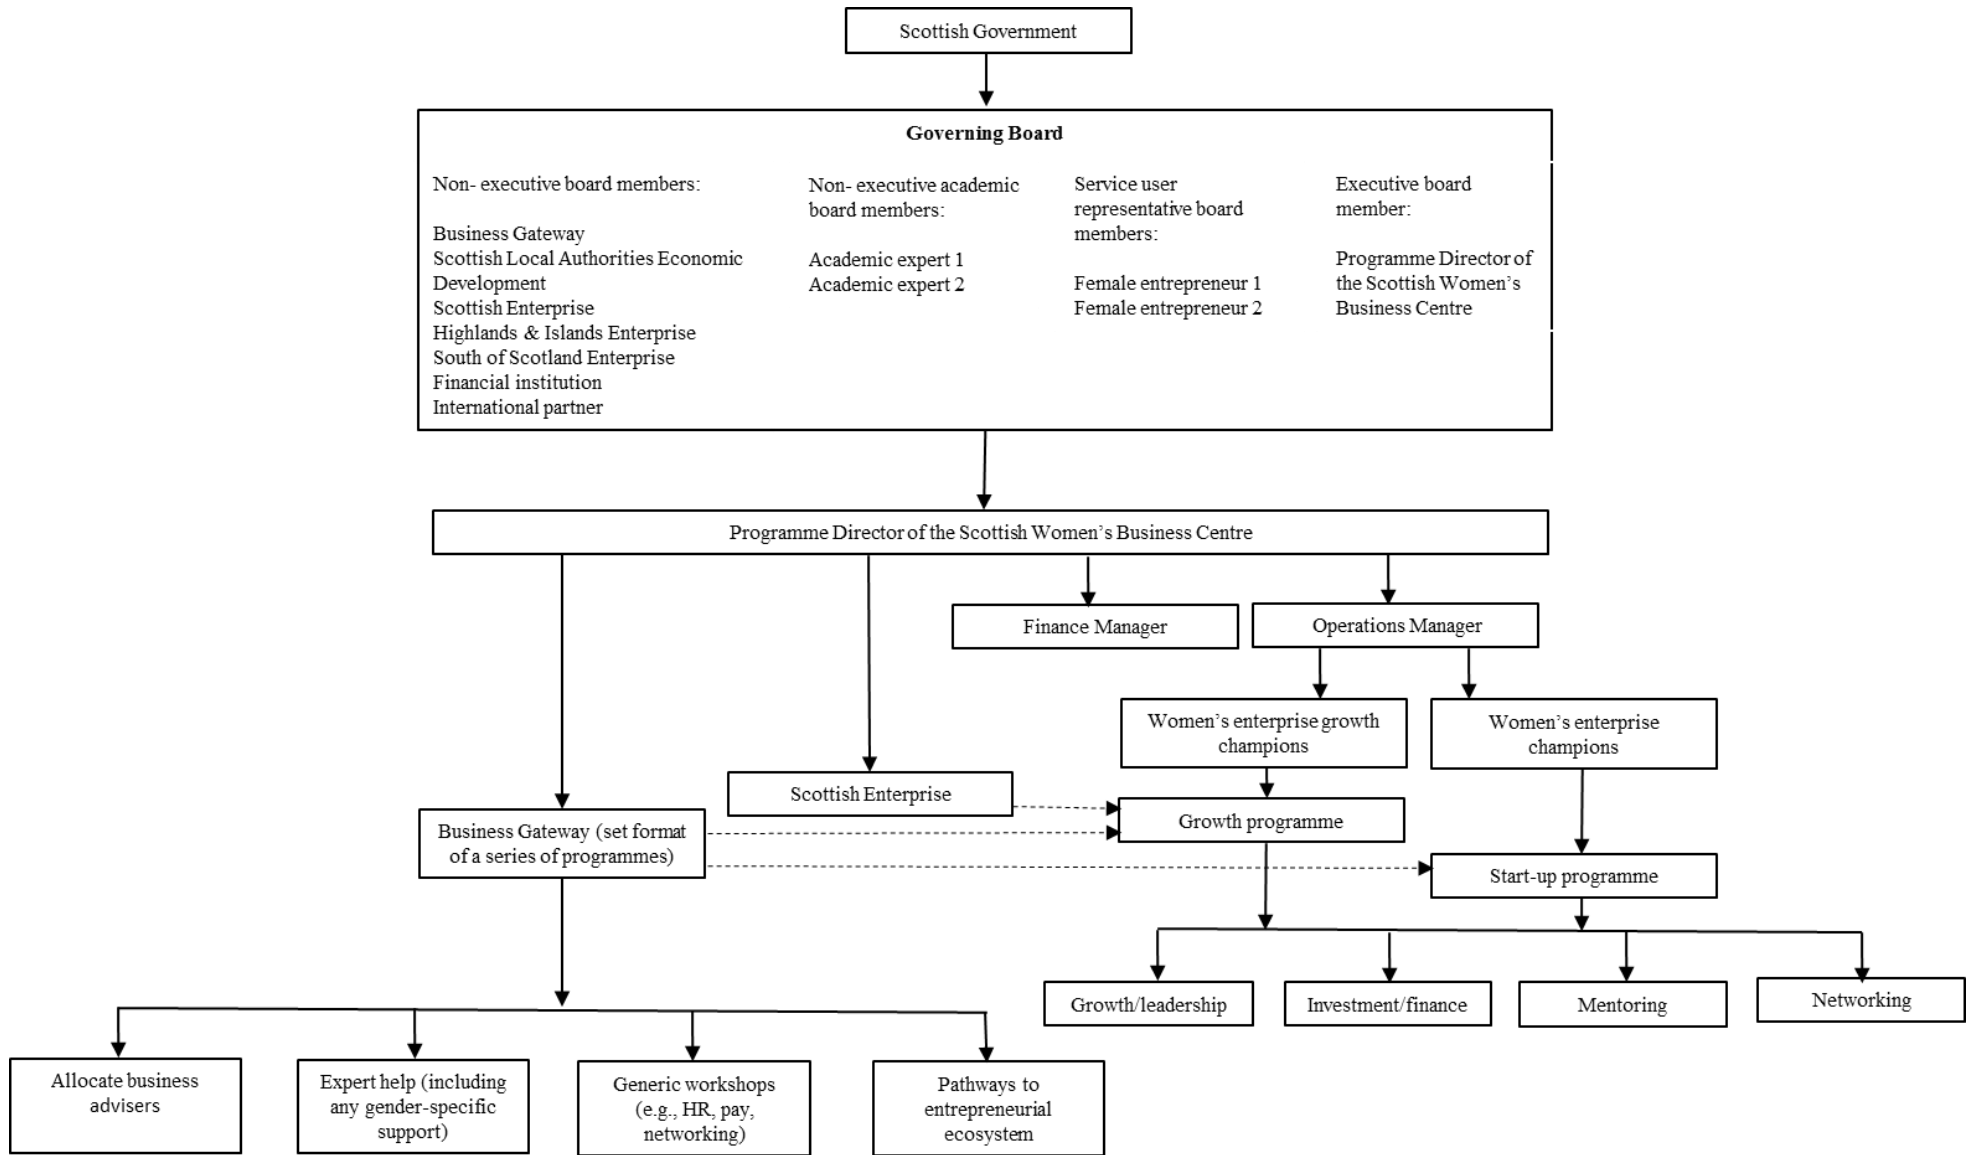 Scottish Government
Governing Board
Non- executive board members:
Business Gateway
Scottish Local Authorities Economic
Development
Scottish Enterprise
Highlands & Islands Enterprise
South of Scotland Enterprise
Financial institution
International partner
Non- executive academic
board members:
Academic expert 1
Academic expert 2
Service user
representative board
members:
Female entrepreneur 1
Female entrepreneur 2
Executive board
member:
Programme Director of
the Scottish Women’s
Business Centre
Programme Director of the Scottish Women’s Business Centre
Finance Manager
Operations Manager
Women’s enterprise growth
champions
Women’s enterprise
champions
Scottish Enterprise
Growth programme
Business Gateway (set format
of a series of programmes)
Start-up programme
Growth/leadership
Investment/finance
Mentoring
Networking
Allocate business
advisers
Expert help (including
any gender-specific
support)
Generic workshops
(e.g., HR, pay,
networking)
Pathways to
entrepreneurial
ecosystem